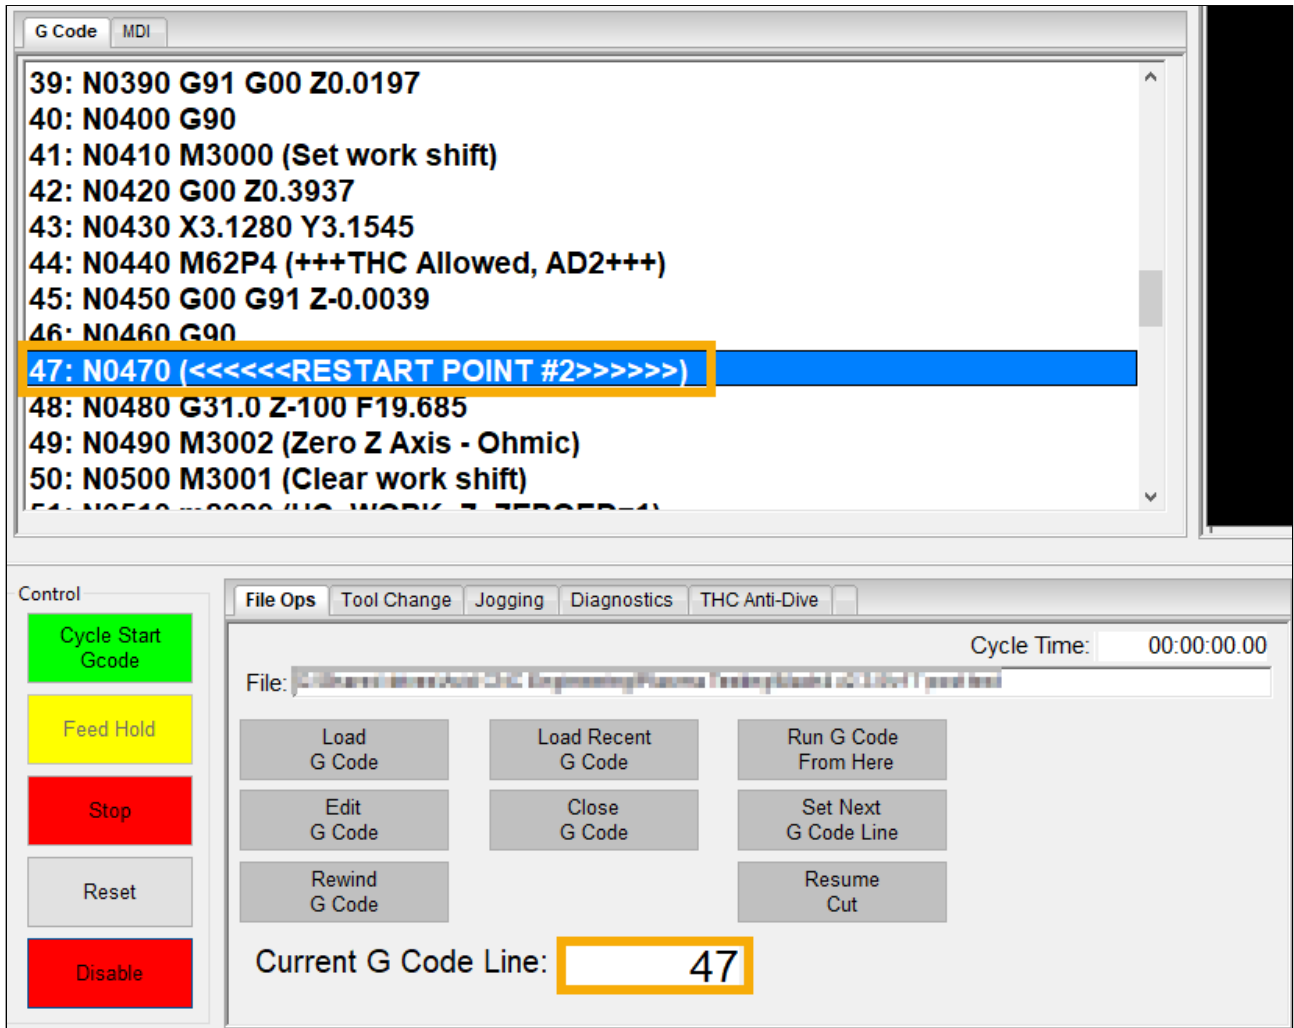 G Code MDI
39: N0390 G91 G00 Z0.0197
40: N0400 G90
41: N0410 M3000 (Set work shift)
42: N0420 G00 Z0.3937
43: N0430 X3.1280 Y3.1545
44: N0440 M62P4 (+++THC Allowed, AD2+++)
45: N0450 G00 G91 Z-0.0039
46: N0460 G90
47: N0470 (<<<<<<RESTART POINT #2>>>>>>)
48: N0480 G31.0 Z-100 F19.685
49: N0490 M3002 (Zero Z Axis - Ohmic)
50: N0500 M3001 (Clear work shift)
Control
Cycle Start
Gcode
Feed Hold
Stop
Reset
Disable
File Ops Tool Change Jogging Diagnostics THC Anti-Dive
Cycle Time: 00:00:00.00
File:
Load
G Code
Load Recent
G Code
Run G Code
From Here
Edit
G Code
Close
G Code
Set Next
G Code Line
Rewind
G Code
Resume
Cut
Current G Code Line: 47